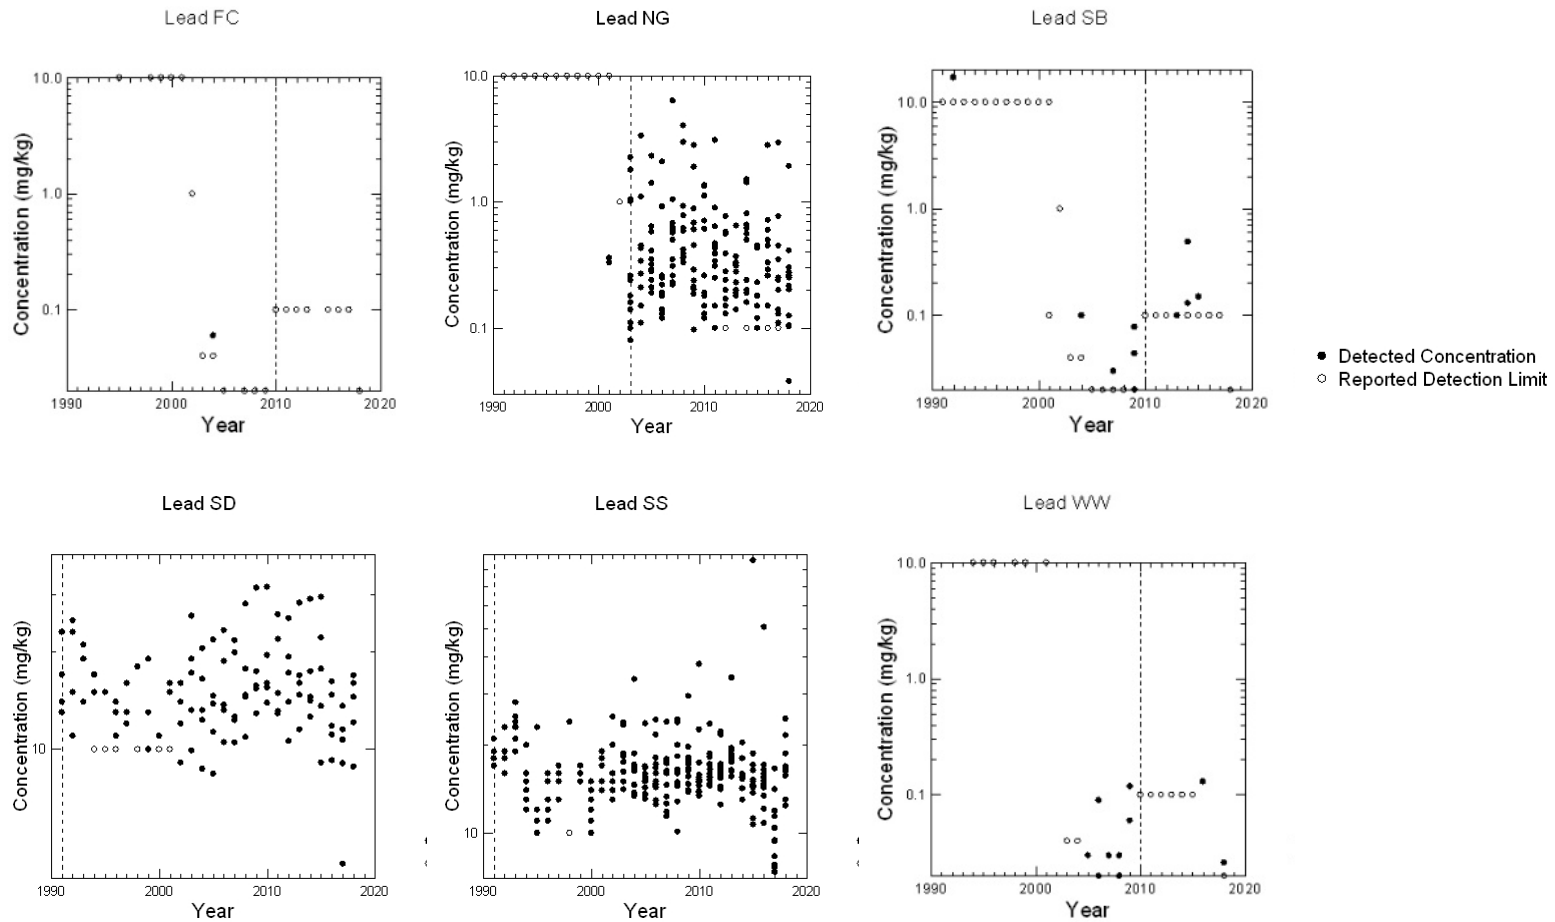 Lead FC
Lead NG
Lead SB
Concentration (mg/kg)
10.0
1.0
0.1
1990
2000
2010
2020
Year
Concentration (mg/kg)
10.0
1.0
0.1
1990
2000
2010
2020
Year
Concentration (mg/kg)
10.0
1.0
0.1
1990
2000
2010
2020
Year
Detected Concentration
Reported Detection Limit
Lead SD
Lead SS
Lead WW
Concentration (mg/kg)
10
1990
2000
2010
2020
Year
Concentration (mg/kg)
10
1990
2000
2010
2020
Year
Concentration (mg/kg)
10.0
1.0
0.1
1990
2000
2010
2020
Year